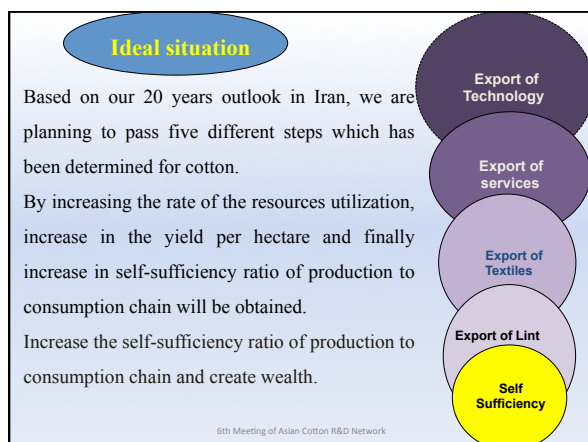 Ideal situation
Based on our 20 years outlook in Iran, we are
planning to pass five different steps which has
been determined for cotton.
By increasing the rate of the resources utilization,
increase in the yield per hectare and finally
increase in self-sufficiency ratio of production to
consumption chain will be obtained.
Increase the self-sufficiency ratio of production to
consumption chain and create wealth.
Export of
Technology
Export of
services
Export of
Textiles
Export of Lint
Self
Sufficiency
6th Meeting of Asian Cotton R&D Network